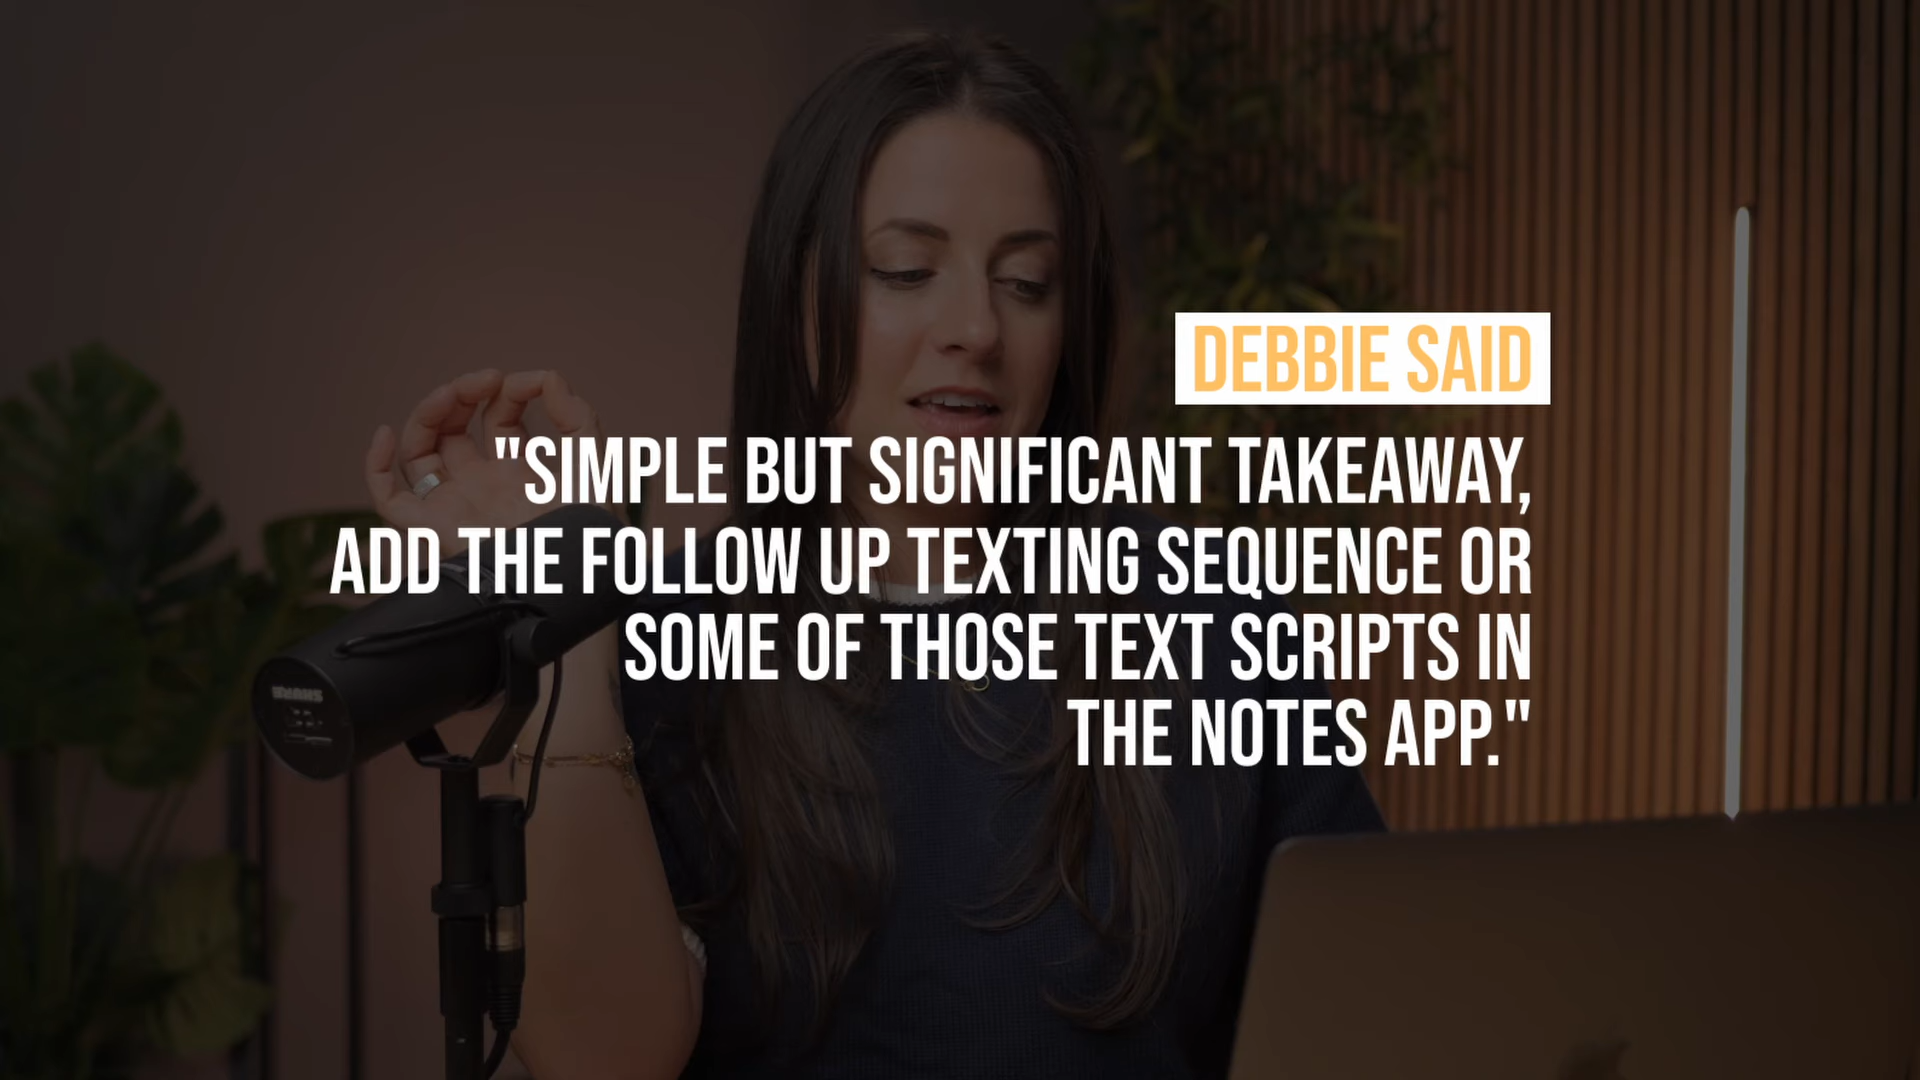 DEBBIE SAID
"SIMPLE BUT SIGNIFICANT TAKEAWAY,
ADD THE FOLLOW UP TEXTING SEQUENCE OR
SOME OF THOSE TEXT SCRIPTS IN
THE NOTES APP."
SHURE